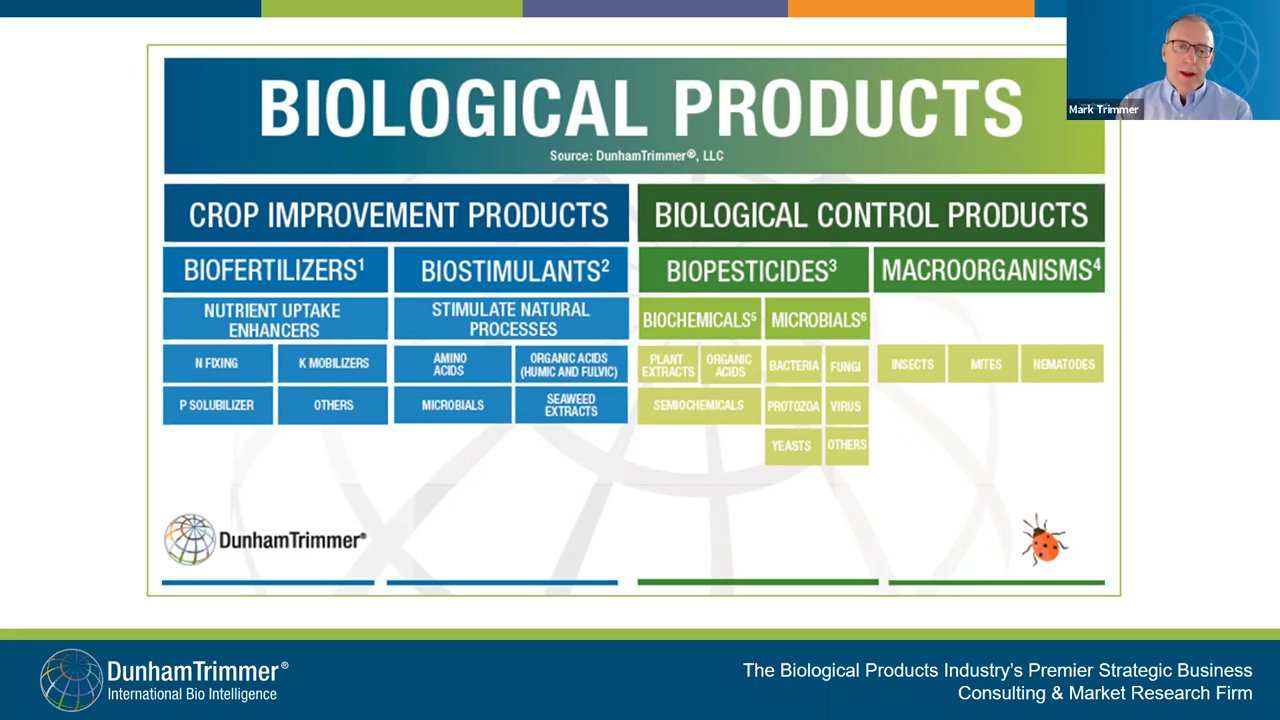 BIOLOGICAL PRODUCTS
Source: DunhamTrimmer®, LLC
Mark Trimmer
CROP IMPROVEMENT PRODUCTS
BIOLOGICAL CONTROL PRODUCTS
BIOFERTILIZERS¹
BIOSTIMULANTS²
BIOPESTICIDES³
MACROORGANISMS⁴
NUTRIENT UPTAKE
ENHANCERS
STIMULATE NATURAL
PROCESSES
BIOCHEMICALS⁵
MICROBIALS⁶
N FIXING
K MOBILIZERS
AMINO
ACIDS
ORGANIC ACIDS
(HUMIC AND FULVIC)
PLANT
EXTRACTS
ORGANIC
ACIDS
BACTERIA
FUNGI
INSECTS
MITES
NEMATODES
P SOLUBILIZER
OTHERS
MICROBIALS
SEAWEED
EXTRACTS
SEMIOCHEMICALS
PROTOZOA
VIRUS
YEASTS
OTHERS
DunhamTrimmer®
DunhamTrimmer®
International Bio Intelligence
The Biological Products Industry’s Premier Strategic Business
Consulting & Market Research Firm